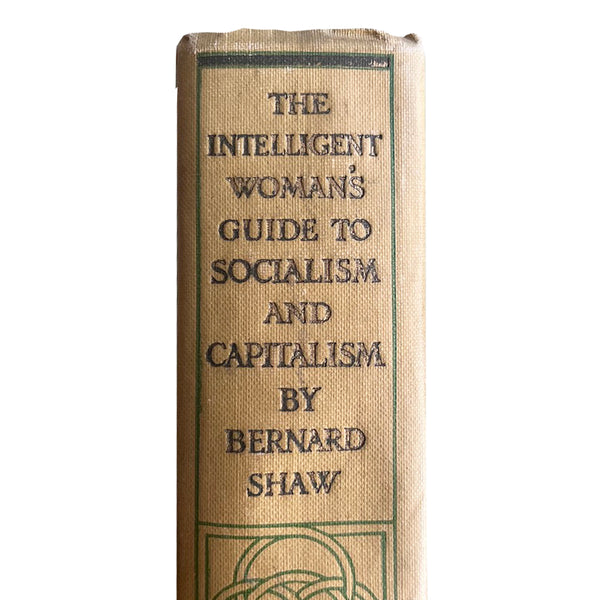 THE
INTELLIGENT
WOMAN'S
GUIDE TO
SOCIALISM
AND
CAPITALISM
BY
BERNARD
SHAW